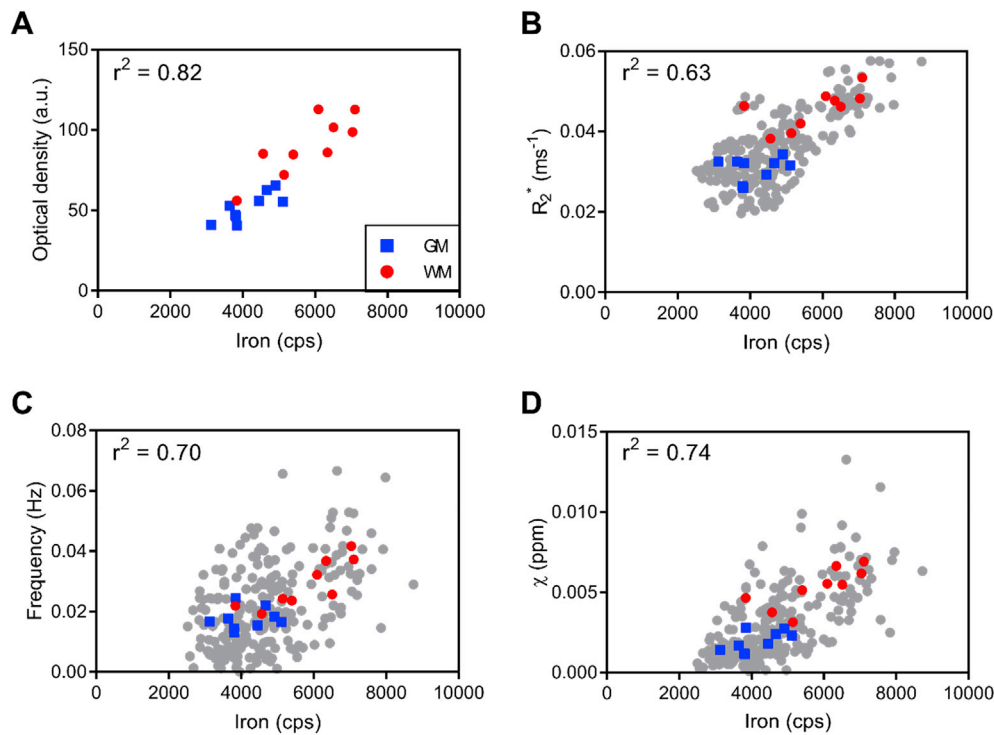 A
r² = 0.82
Optical density (a.u.)
150
100
50
0
0 2000 4000 6000 8000 10000
Iron (cps)
GM
WM
B
r² = 0.63
R₂* (ms⁻¹)
0.06
0.04
0.02
0.00
0 2000 4000 6000 8000 10000
Iron (cps)
C
r² = 0.70
Frequency (Hz)
0.08
0.06
0.04
0.02
0.00
0 2000 4000 6000 8000 10000
Iron (cps)
D
r² = 0.74
χ (ppm)
0.015
0.010
0.005
0.000
0 2000 4000 6000 8000 10000
Iron (cps)